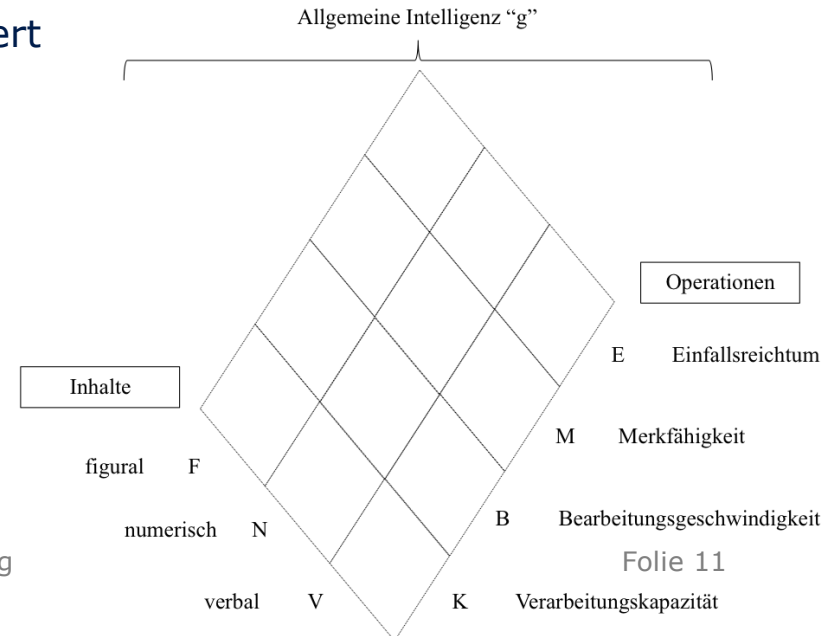 Allgemeine Intelligenz “g”
ert
Operationen
E Einfallsreichtum
Inhalte
M Merkfähigkeit
figural F
B Bearbeitungsgeschwindigkeit
numerisch N
g Folie 11
verbal V K Verarbeitungskapazität